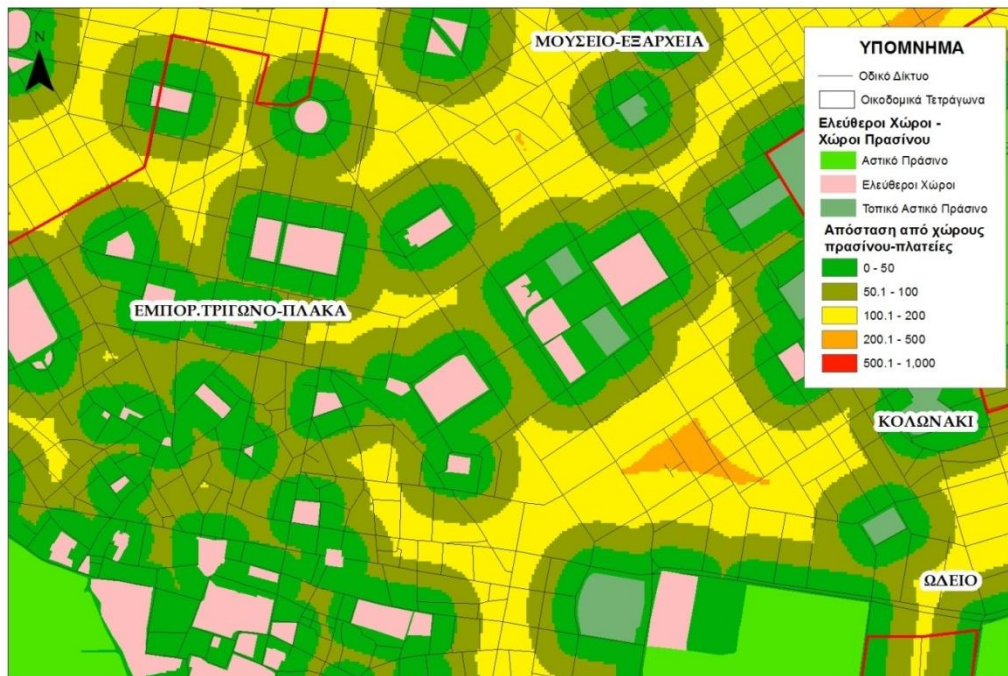 N
ΜΟΥΣΕΙΟ-ΕΞΑΡΧΕΙΑ
ΕΜΠΟΡ.ΤΡΙΓΩΝΟ-ΠΛΑΚΑ
ΚΟΛΩΝΑΚΙ
ΩΔΕΙΟ
ΥΠΟΜΝΗΜΑ
Οδικό Δίκτυο
Οικοδομικά Τετράγωνα
Ελεύθεροι Χώροι -
Χώροι Πρασίνου
Αστικό Πράσινο
Ελεύθεροι Χώροι
Τοπικό Αστικό Πράσινο
Απόσταση από χώρους
πρασίνου-πλατείες
0 - 50
50.1 - 100
100.1 - 200
200.1 - 500
500.1 - 1,000